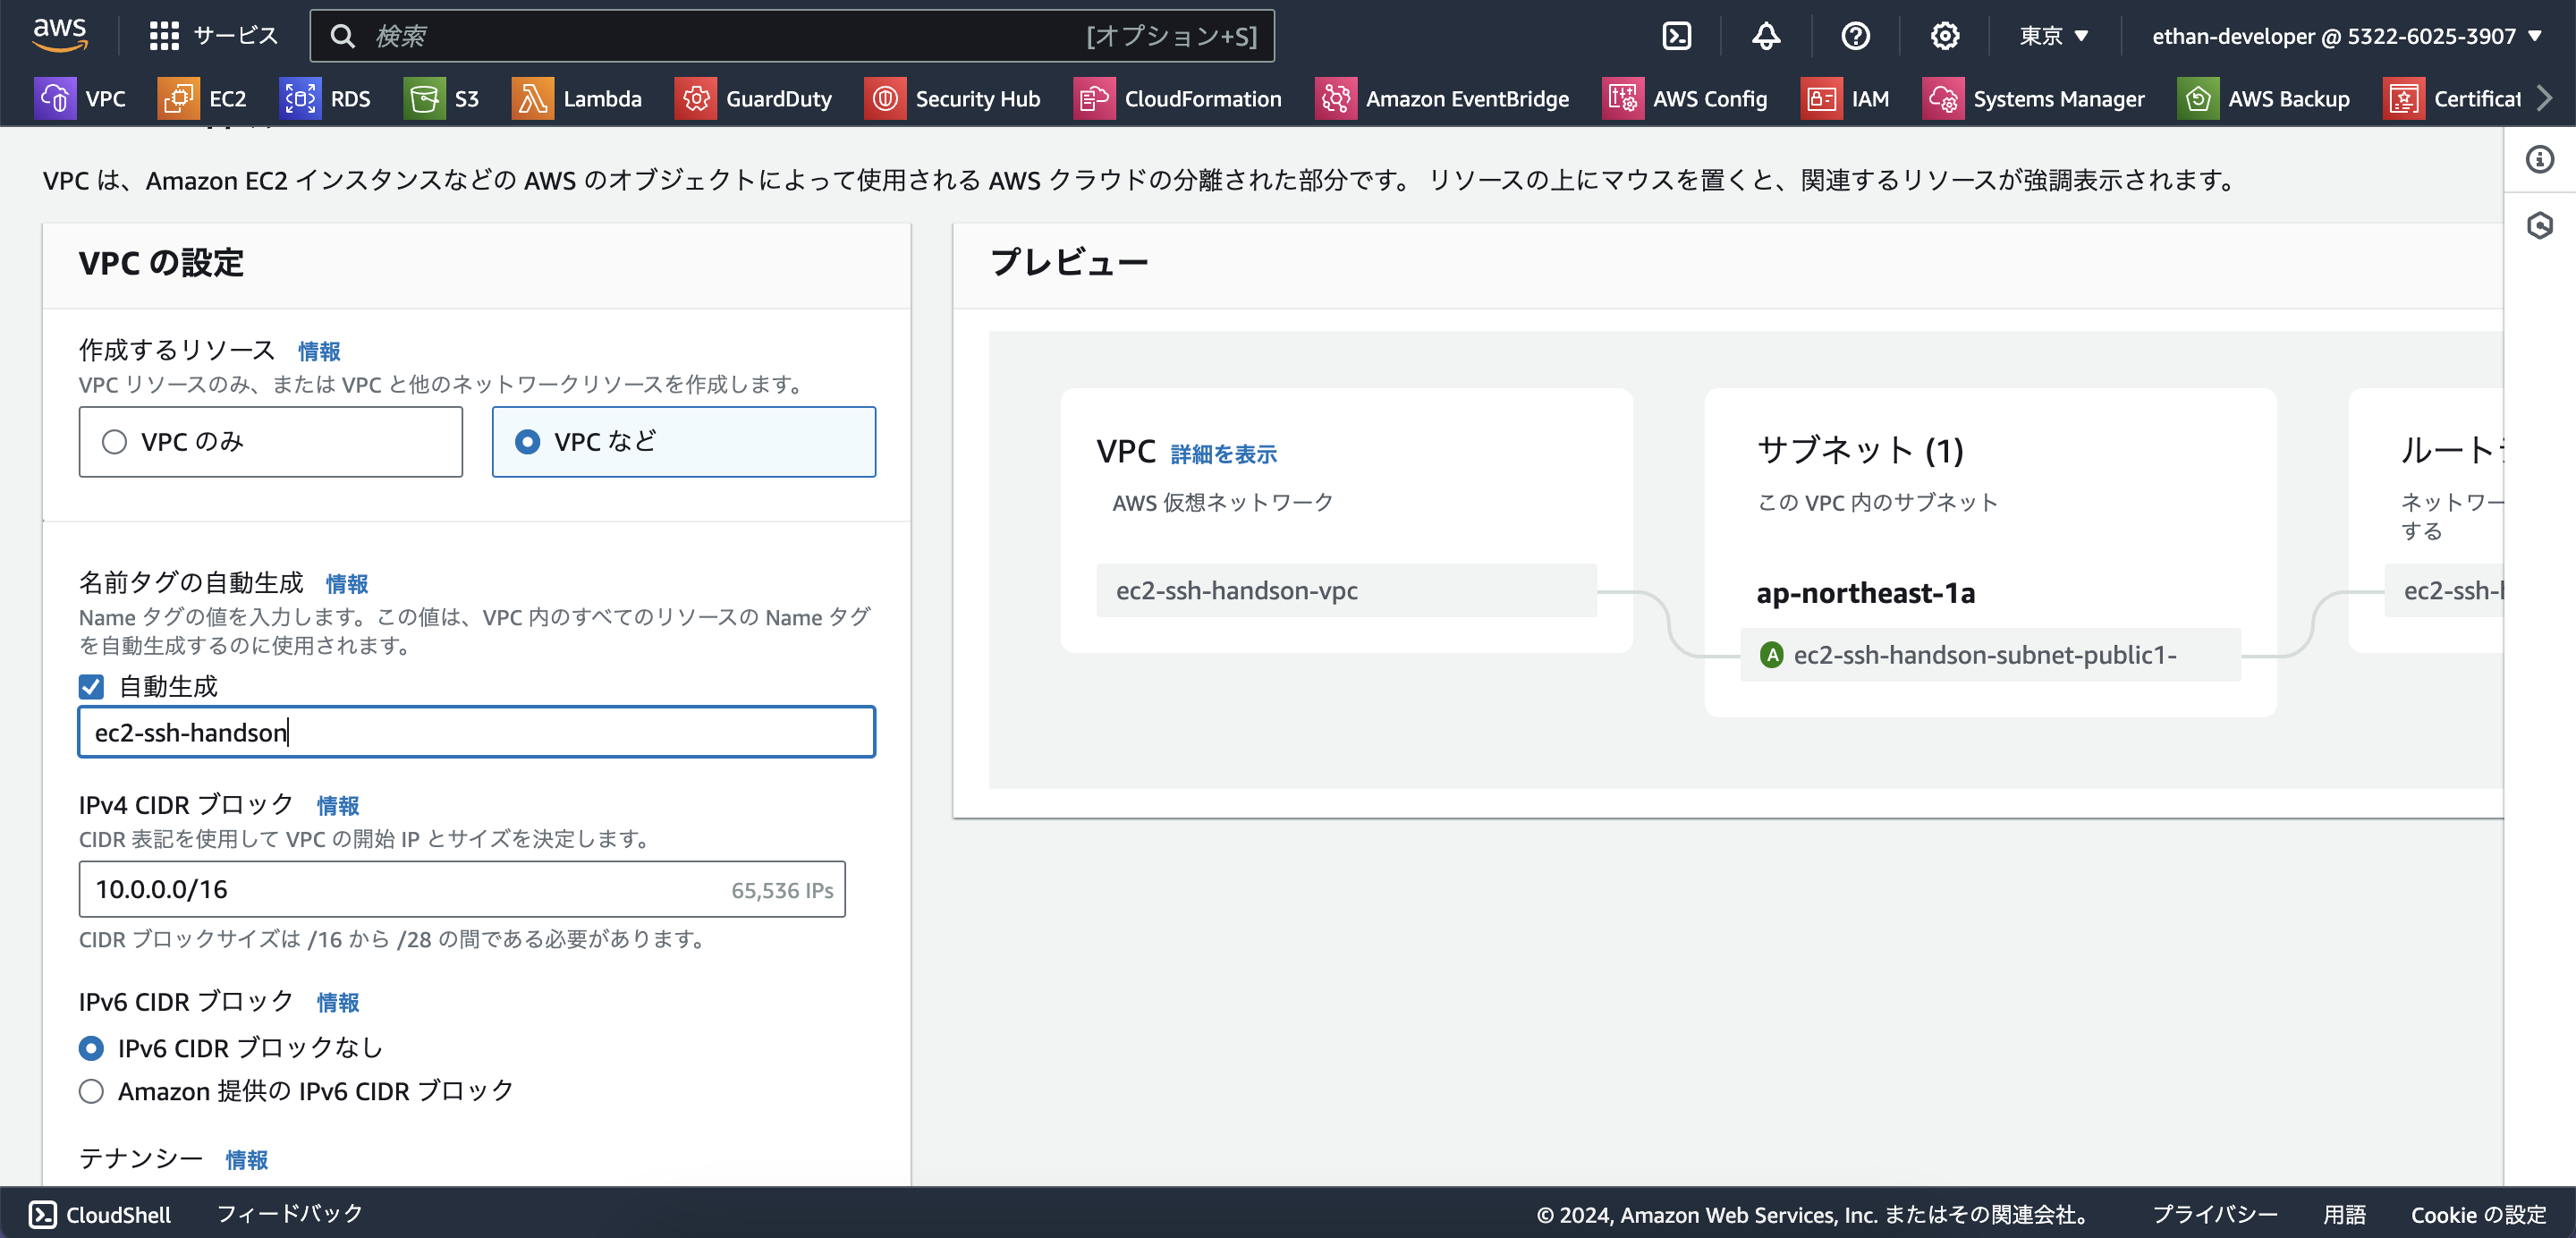 aws
サービス
検索
[オプション+S]
東京
ethan-developer @ 5322-6025-3907
VPC
EC2
RDS
S3
Lambda
GuardDuty
Security Hub
CloudFormation
Amazon EventBridge
AWS Config
IAM
Systems Manager
AWS Backup
Certificat
VPC は、Amazon EC2 インスタンスなどの AWS のオブジェクトによって使用される AWS クラウドの分離された部分です。 リソースの上にマウスを置くと、関連するリソースが強調表示されます。
VPC の設定
作成するリソース 情報
VPC リソースのみ、または VPC と他のネットワークリソースを作成します。
VPC のみ
VPC など
名前タグの自動生成 情報
Name タグの値を入力します。この値は、VPC 内のすべてのリソースの Name タグ
を自動生成するのに使用されます。
自動生成
ec2-ssh-handson
IPv4 CIDR ブロック 情報
CIDR 表記を使用して VPC の開始 IP とサイズを決定します。
10.0.0.0/16
65,536 IPs
CIDR ブロックサイズは /16 から /28 の間である必要があります。
IPv6 CIDR ブロック 情報
IPv6 CIDR ブロックなし
Amazon 提供の IPv6 CIDR ブロック
テナンシー 情報
プレビュー
VPC 詳細を表示
AWS 仮想ネットワーク
ec2-ssh-handson-vpc
サブネット (1)
この VPC 内のサブネット
ap-northeast-1a
A ec2-ssh-handson-subnet-public1-
ルート
ネットワー
する
ec2-ssh-
CloudShell
フィードバック
© 2024, Amazon Web Services, Inc. またはその関連会社。
プライバシー
用語
Cookie の設定